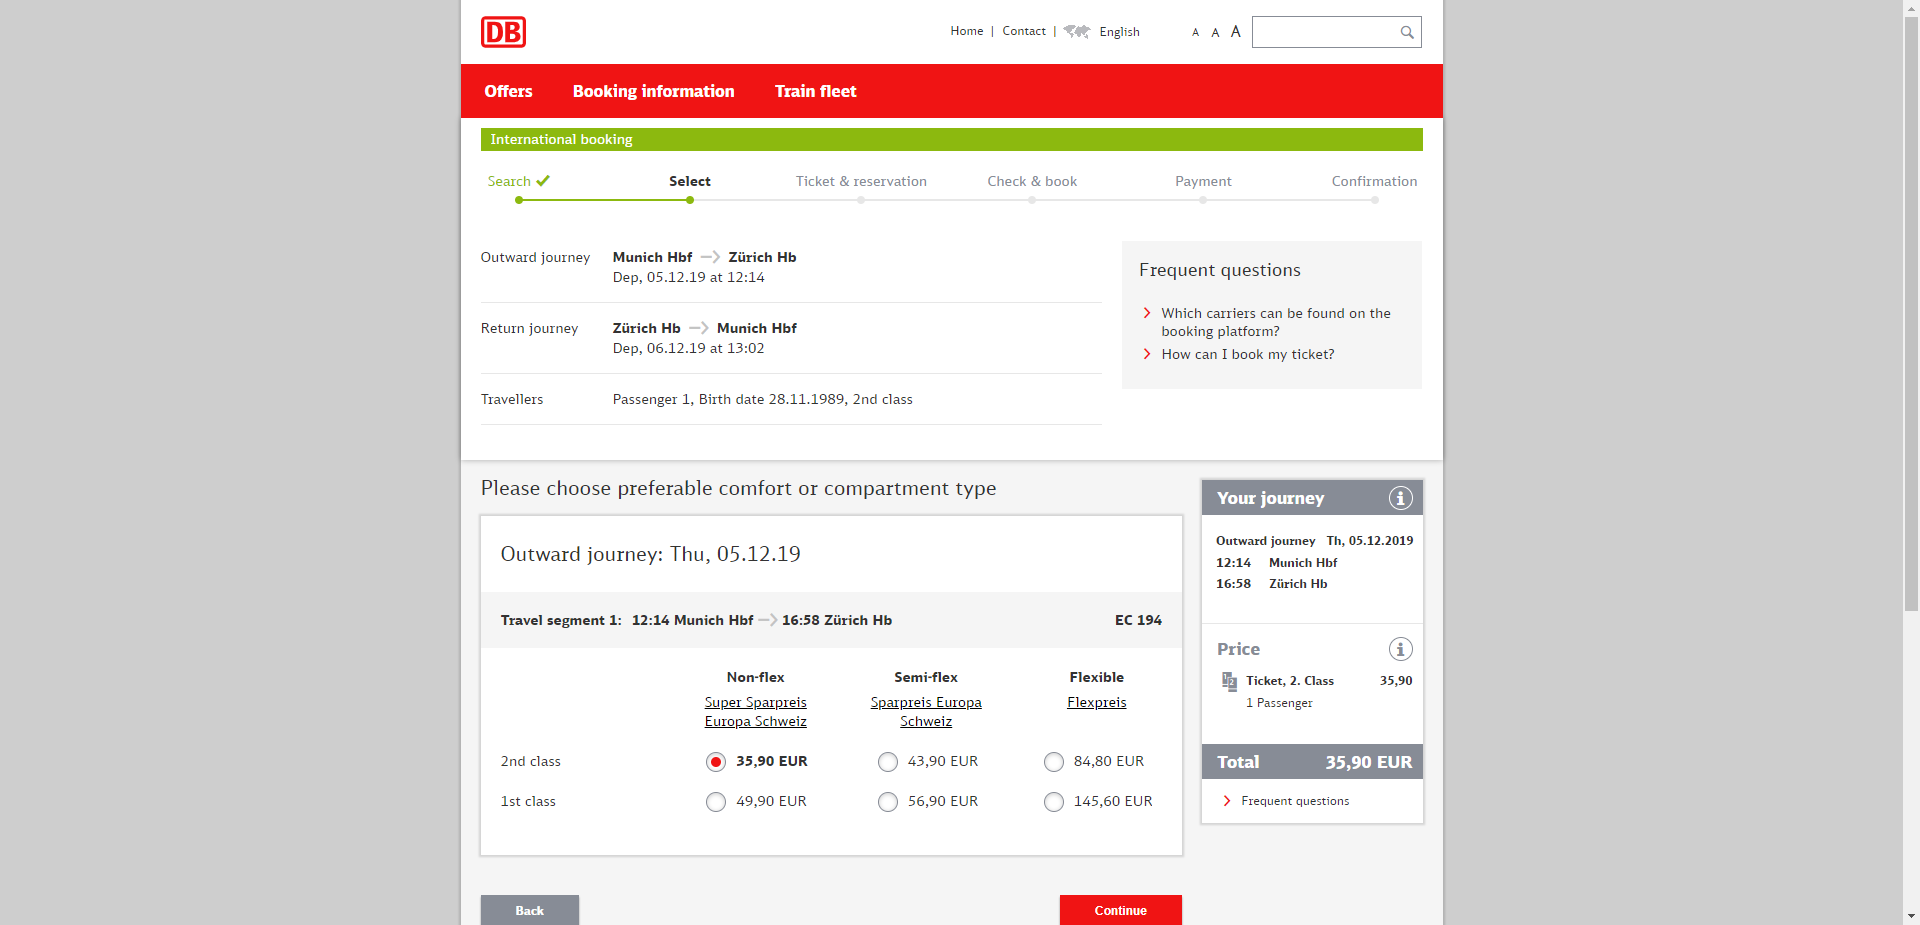 DB
Home | Contact | English A A A
Offers Booking information Train fleet
International booking
Search Select Ticket & reservation Check & book Payment Confirmation
Outward journey Munich Hbf Zürich Hb
Dep, 05.12.19 at 12:14
Return journey Zürich Hb Munich Hbf
Dep, 06.12.19 at 13:02
Travellers Passenger 1, Birth date 28.11.1989, 2nd class
Frequent questions
Which carriers can be found on the
booking platform?
How can I book my ticket?
Please choose preferable comfort or compartment type
Outward journey: Thu, 05.12.19
Travel segment 1: 12:14 Munich Hbf 16:58 Zürich Hb EC 194
Non-flex Semi-flex Flexible
Super Sparpreis Sparpreis Europa Flexpreis
Europa Schweiz Schweiz
2nd class 35,90 EUR 43,90 EUR 84,80 EUR
1st class 49,90 EUR 56,90 EUR 145,60 EUR
Back Continue
Your journey
Outward journey Th, 05.12.2019
12:14 Munich Hbf
16:58 Zürich Hb
Price
Ticket, 2. Class 35,90
1 Passenger
Total 35,90 EUR
Frequent questions